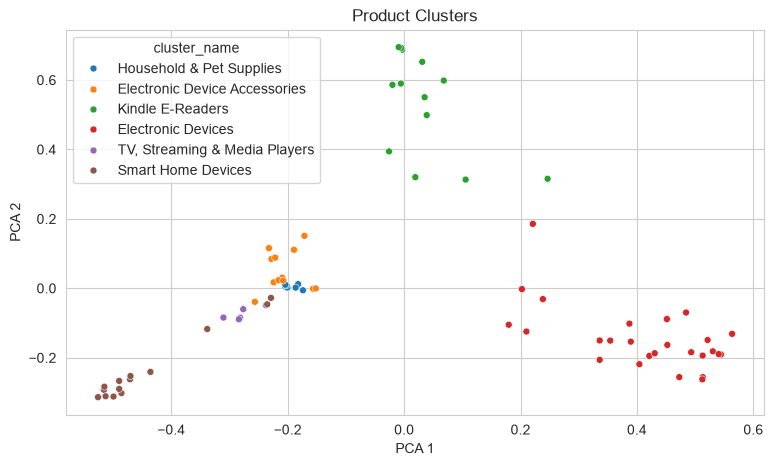 Product Clusters
cluster_name
Household & Pet Supplies
Electronic Device Accessories
Kindle E-Readers
Electronic Devices
TV, Streaming & Media Players
Smart Home Devices
PCA 2
0.6
0.4
0.2
0.0
−0.2
−0.4 −0.2 0.0 0.2 0.4 0.6
PCA 1